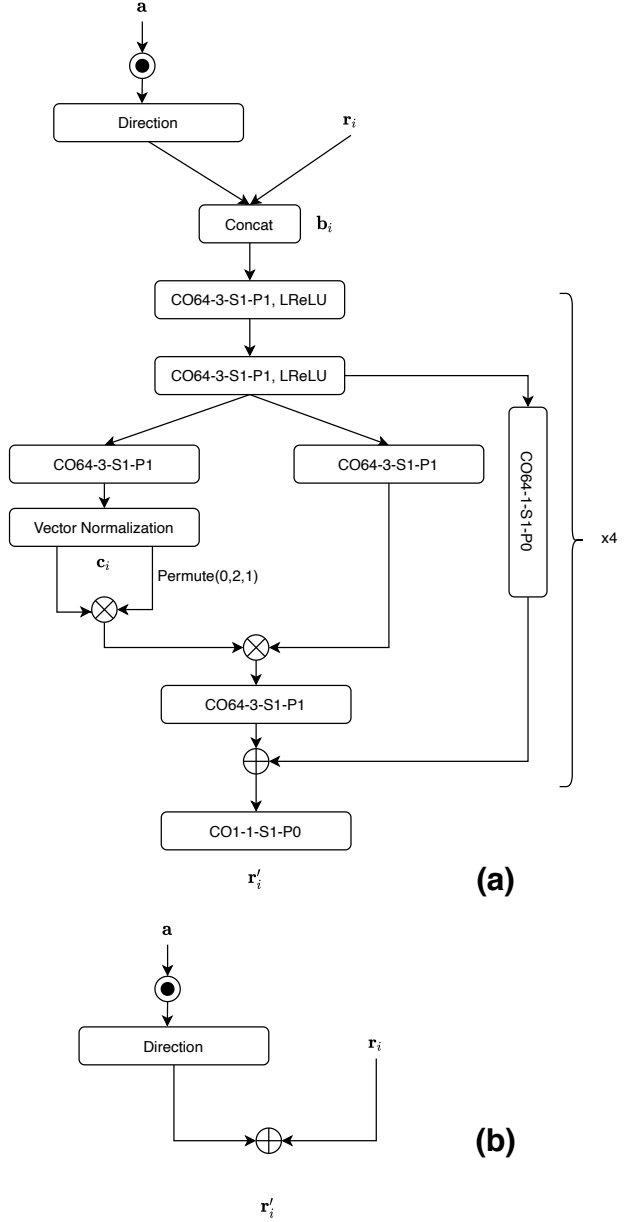 a
Direction
r_i
Concat
b_i
CO64-3-S1-P1, LReLU
CO64-3-S1-P1, LReLU
CO64-3-S1-P1
CO64-3-S1-P1
CO64-1-S1-P0
Vector Normalization
x4
c_i
Permute(0,2,1)
CO64-3-S1-P1
CO1-1-S1-P0
r′_i
(a)
a
Direction
r_i
(b)
r′_i